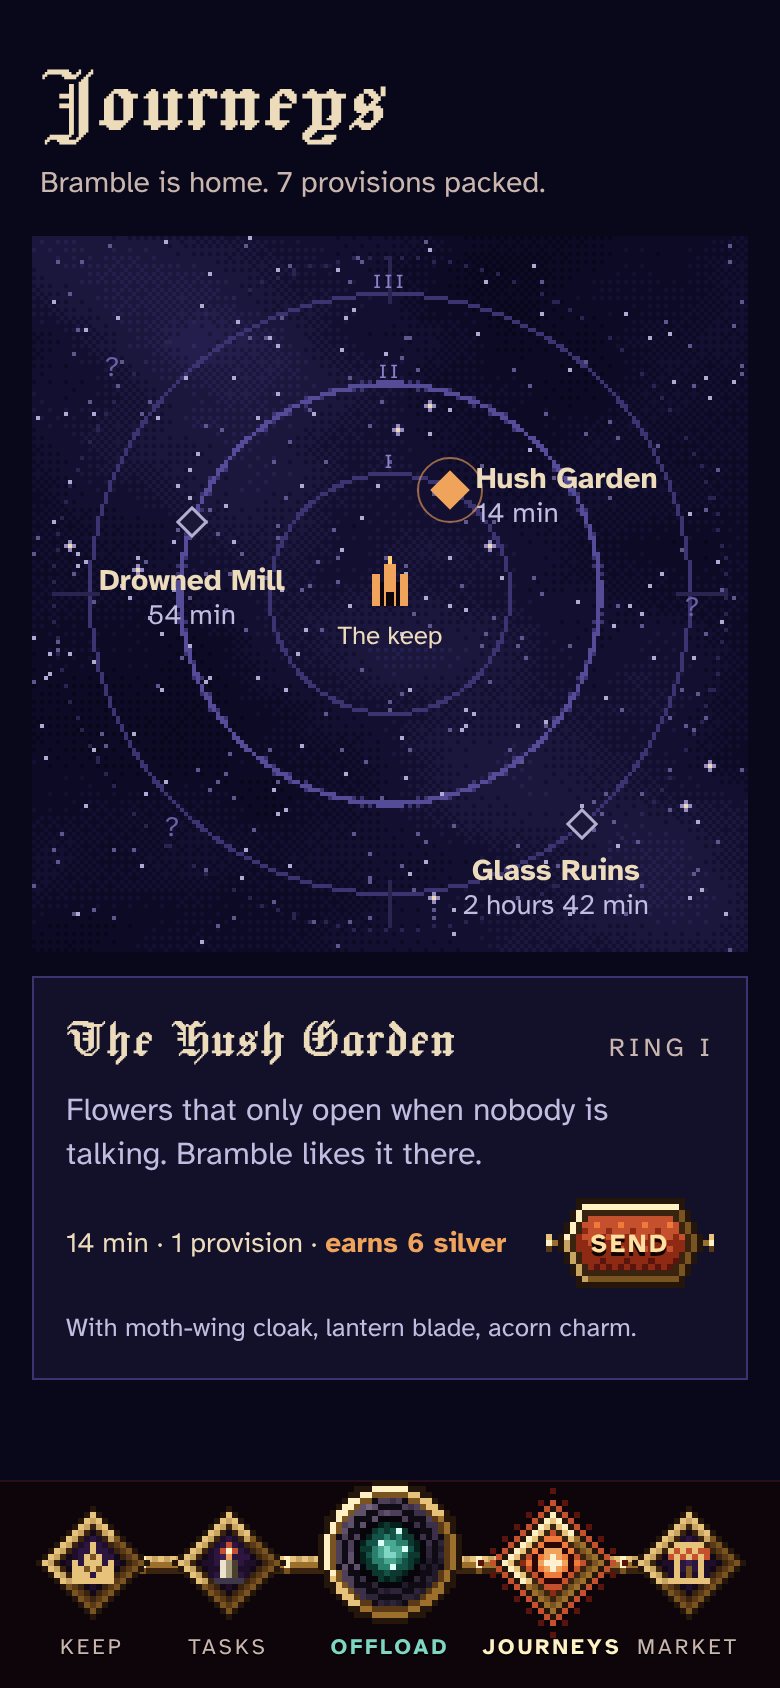 Journeys
Bramble is home. 7 provisions packed.
III
?
II
I
Hush Garden
14 min
Drowned Mill
54 min
?
The keep
?
Glass Ruins
2 hours 42 min
The Hush Garden
RING I
Flowers that only open when nobody is
talking. Bramble likes it there.
14 min · 1 provision · earns 6 silver
SEND
With moth-wing cloak, lantern blade, acorn charm.
KEEP
TASKS
OFFLOAD
JOURNEYS
MARKET